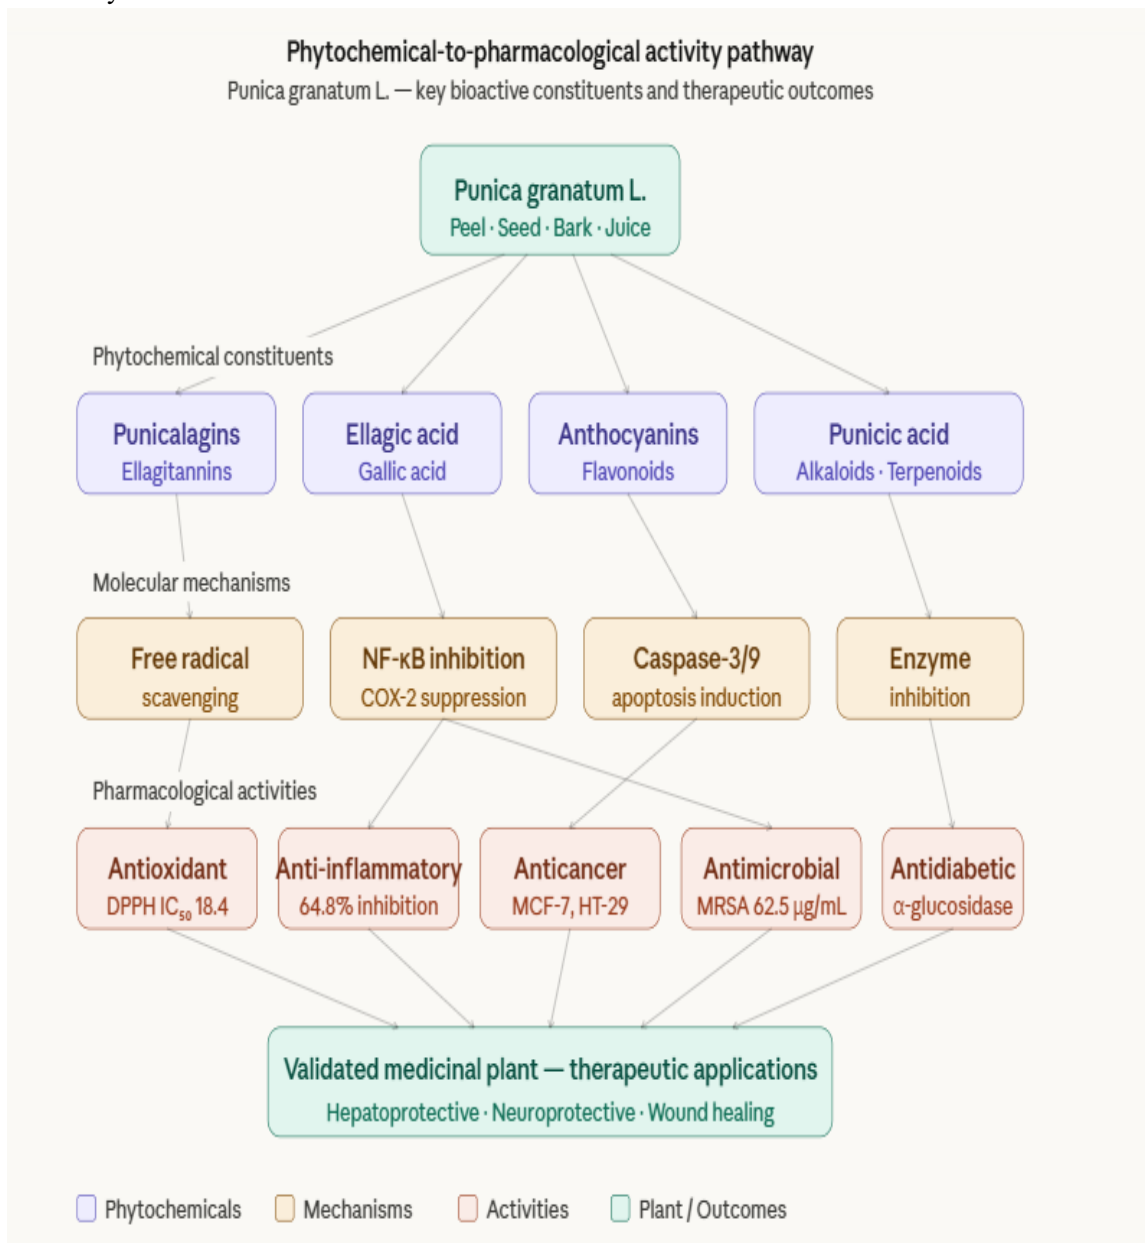 Phytochemical-to-pharmacological activity pathway
Punica granatum L. — key bioactive constituents and therapeutic outcomes
Punica granatum L.
Peel · Seed · Bark · Juice
Phytochemical constituents
Punicalagins
Ellagitannins
Ellagic acid
Gallic acid
Anthocyanins
Flavonoids
Punicic acid
Alkaloids · Terpenoids
Molecular mechanisms
Free radical
scavenging
NF-κB inhibition
COX-2 suppression
Caspase-3/9
apoptosis induction
Enzyme
inhibition
Pharmacological activities
Antioxidant
DPPH IC₅₀ 18.4
Anti-inflammatory
64.8% inhibition
Anticancer
MCF-7, HT-29
Antimicrobial
MRSA 62.5 µg/mL
Antidiabetic
α-glucosidase
Validated medicinal plant — therapeutic applications
Hepatoprotective · Neuroprotective · Wound healing
Phytochemicals
Mechanisms
Activities
Plant / Outcomes